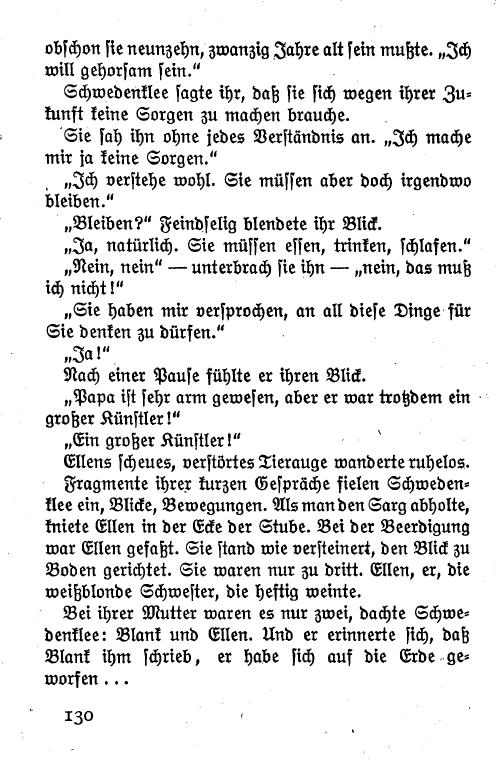 obschon sie neunzehn, zwanzig Jahre alt sein mußte. „Ich
will gehorsam sein.“
Schwedenklee sagte ihr, daß sie sich wegen ihrer Zu-
kunft keine Sorgen zu machen brauche.
Sie sah ihn ohne jedes Verständnis an. „Ich mache
mir ja keine Sorgen.“
„Ich verstehe wohl. Sie müssen aber doch irgendwo
bleiben.“
„Bleiben?“ Feindselig blendete ihr Blick.
„Ja, natürlich. Sie müssen essen, trinken, schlafen.“
„Nein, nein“ — unterbrach sie ihn — „nein, das muß
ich nicht!“
„Sie haben mir versprochen, an all diese Dinge für
Sie denken zu dürfen.“
„Ja!“
Nach einer Pause fühlte er ihren Blick.
„Papa ist sehr arm gewesen, aber er war trotzdem ein
großer Künstler!“
„Ein großer Künstler!“
Ellens scheues, verstörtes Tierauge wanderte ruhelos.
Fragmente ihrer kurzen Gespräche fielen Schweden-
klee ein, Blicke, Bewegungen. Als man den Sarg abholte,
kniete Ellen in der Ecke der Stube. Bei der Beerdigung
war Ellen gefaßt. Sie stand wie versteinert, den Blick zu
Boden gerichtet. Sie waren nur zu dritt. Ellen, er, die
weißblonde Schwester, die heftig weinte.
Bei ihrer Mutter waren es nur zwei, dachte Schwe-
denklee: Blank und Ellen. Und er erinnerte sich, daß
Blank ihm schrieb, er habe sich auf die Erde ge-
worfen ...
130